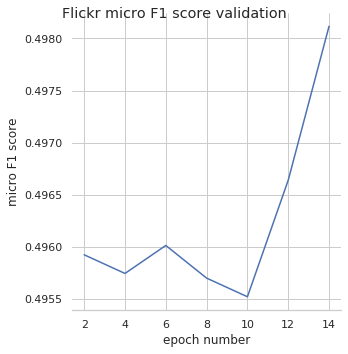 Flickr micro F1 score validation
0.4980
0.4975
0.4970
0.4965
0.4960
0.4955
micro F1 score
2 4 6 8 10 12 14
epoch number